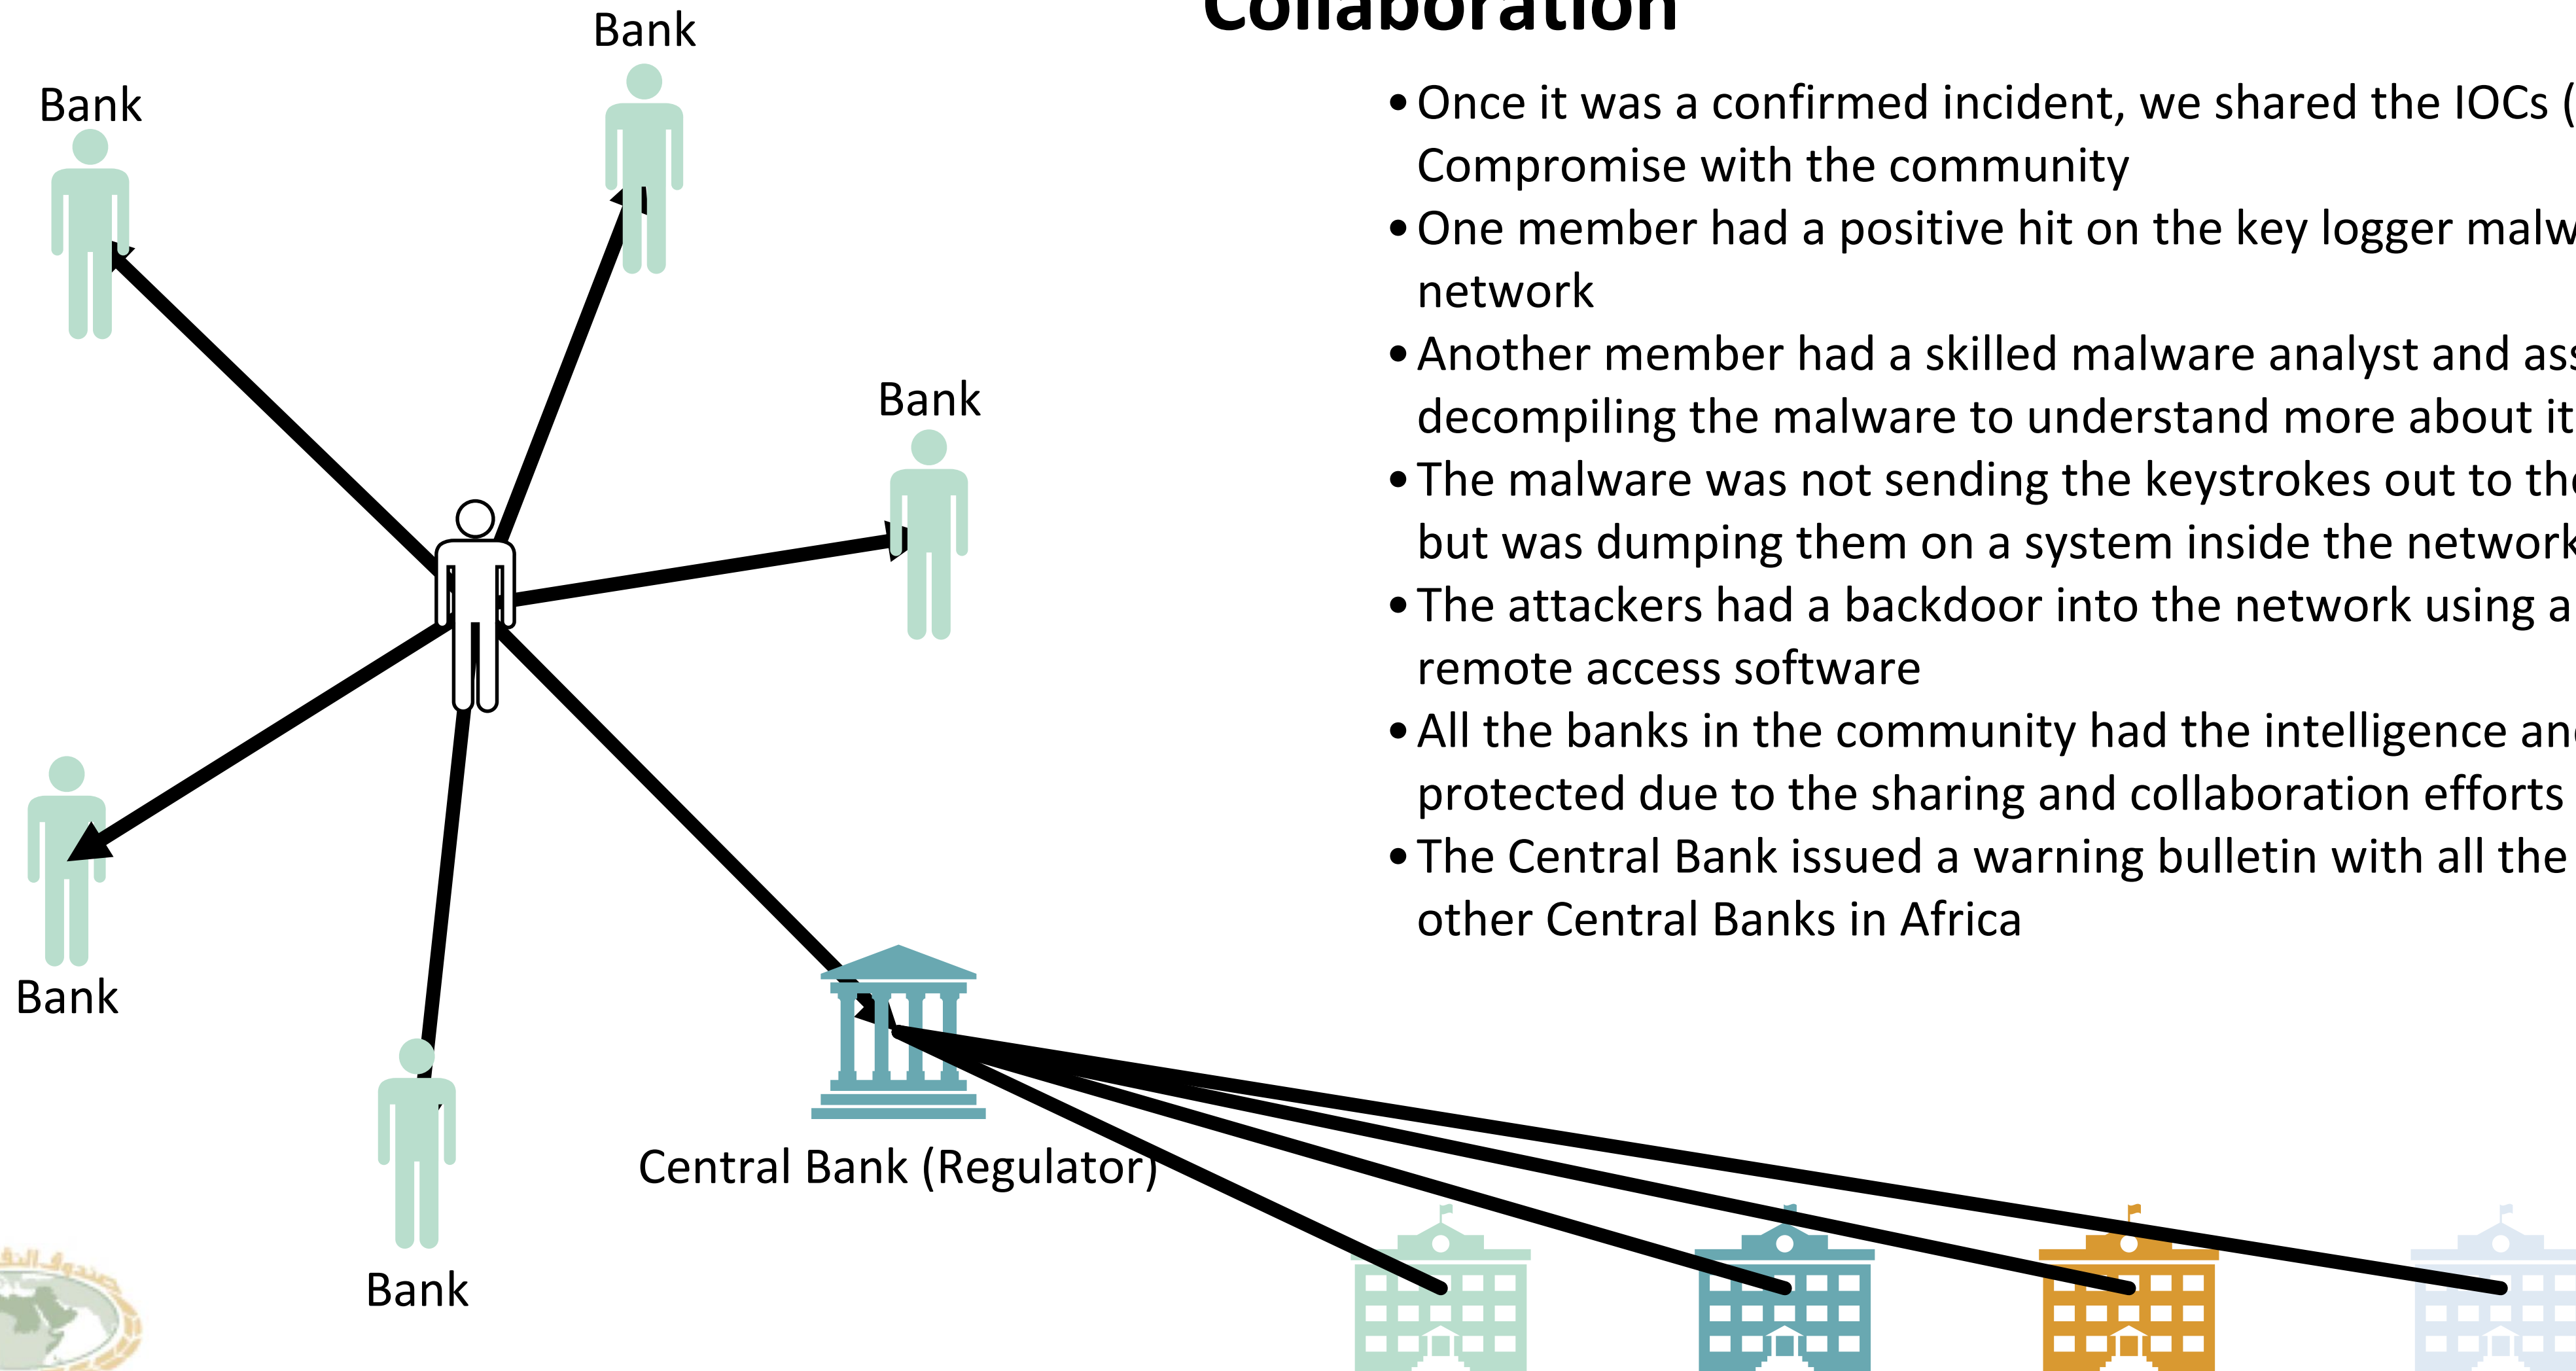 Collaboration
Bank
Bank
Bank
Bank
Bank
Central Bank (Regulator)
• Once it was a confirmed incident, we shared the IOCs (
Compromise with the community
• One member had a positive hit on the key logger
network
• Another member had a skilled malware analyst and
decompiling the malware to understand more about it
• The malware was not sending the keystrokes out to
but was dumping them on a system inside the network
• The attackers had a backdoor into the network using a
remote access software
• All the banks in the community had the intelligence
protected due to the sharing and collaboration efforts
• The Central Bank issued a warning bulletin with all the
other Central Banks in Africa